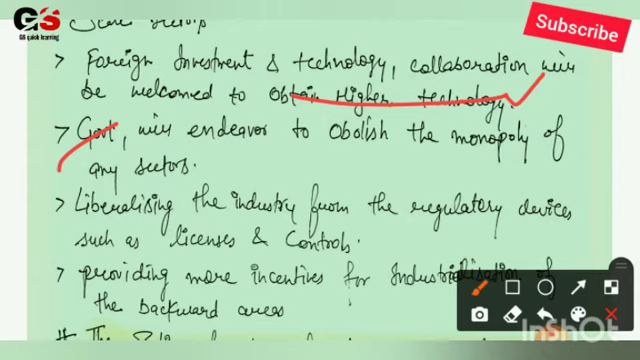 GS
GS quick learning
Subscribe
> Foreign Investment & technology, collaboration will
be welcomed to obtain Higher technology.
> Govt, will endeavor to abolish the monopoly of
any sectors.
> Liberalising the industry from the regulatory devices
such as licenses & Controls.
> providing more incentives for Industrialisation of
the backward areas
The
InShOt